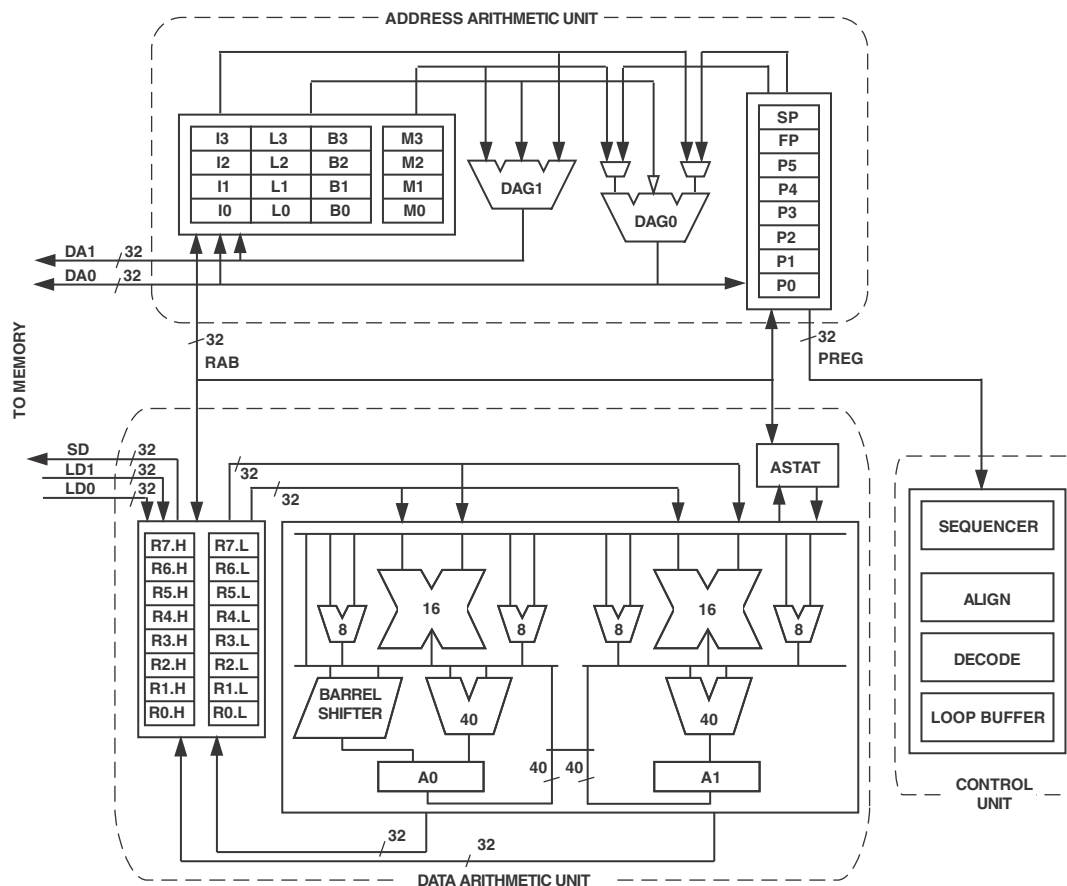 ADDRESS ARITHMETIC UNIT
SP
I3 L3 B3 M3 FP
I2 L2 B2 M2 P5
I1 L1 B1 M1 DAG1 P4
I0 L0 B0 M0 DAG0 P3
P2
DA1 32 P1
DA0 32 P0
32
RAB
32
PREG
TO MEMORY
SD 32
LD1 32
LD0 32
32
32
ASTAT
R7.H R7.L
R6.H R6.L
R5.H R5.L
R4.H R4.L
R3.H R3.L
R2.H R2.L
R1.H R1.L
R0.H R0.L
8 16 8 8 16 8
BARREL SHIFTER
40 40
A0 40 40 A1
32
32
DATA ARITHMETIC UNIT
SEQUENCER
ALIGN
DECODE
LOOP BUFFER
CONTROL
UNIT